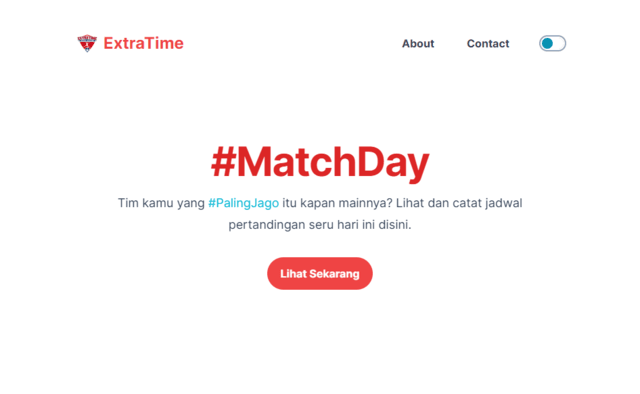 ExtraTime
About
Contact
#MatchDay
Tim kamu yang #PalingJago itu kapan mainnya? Lihat dan catat jadwal
pertandingan seru hari ini disini.
Lihat Sekarang